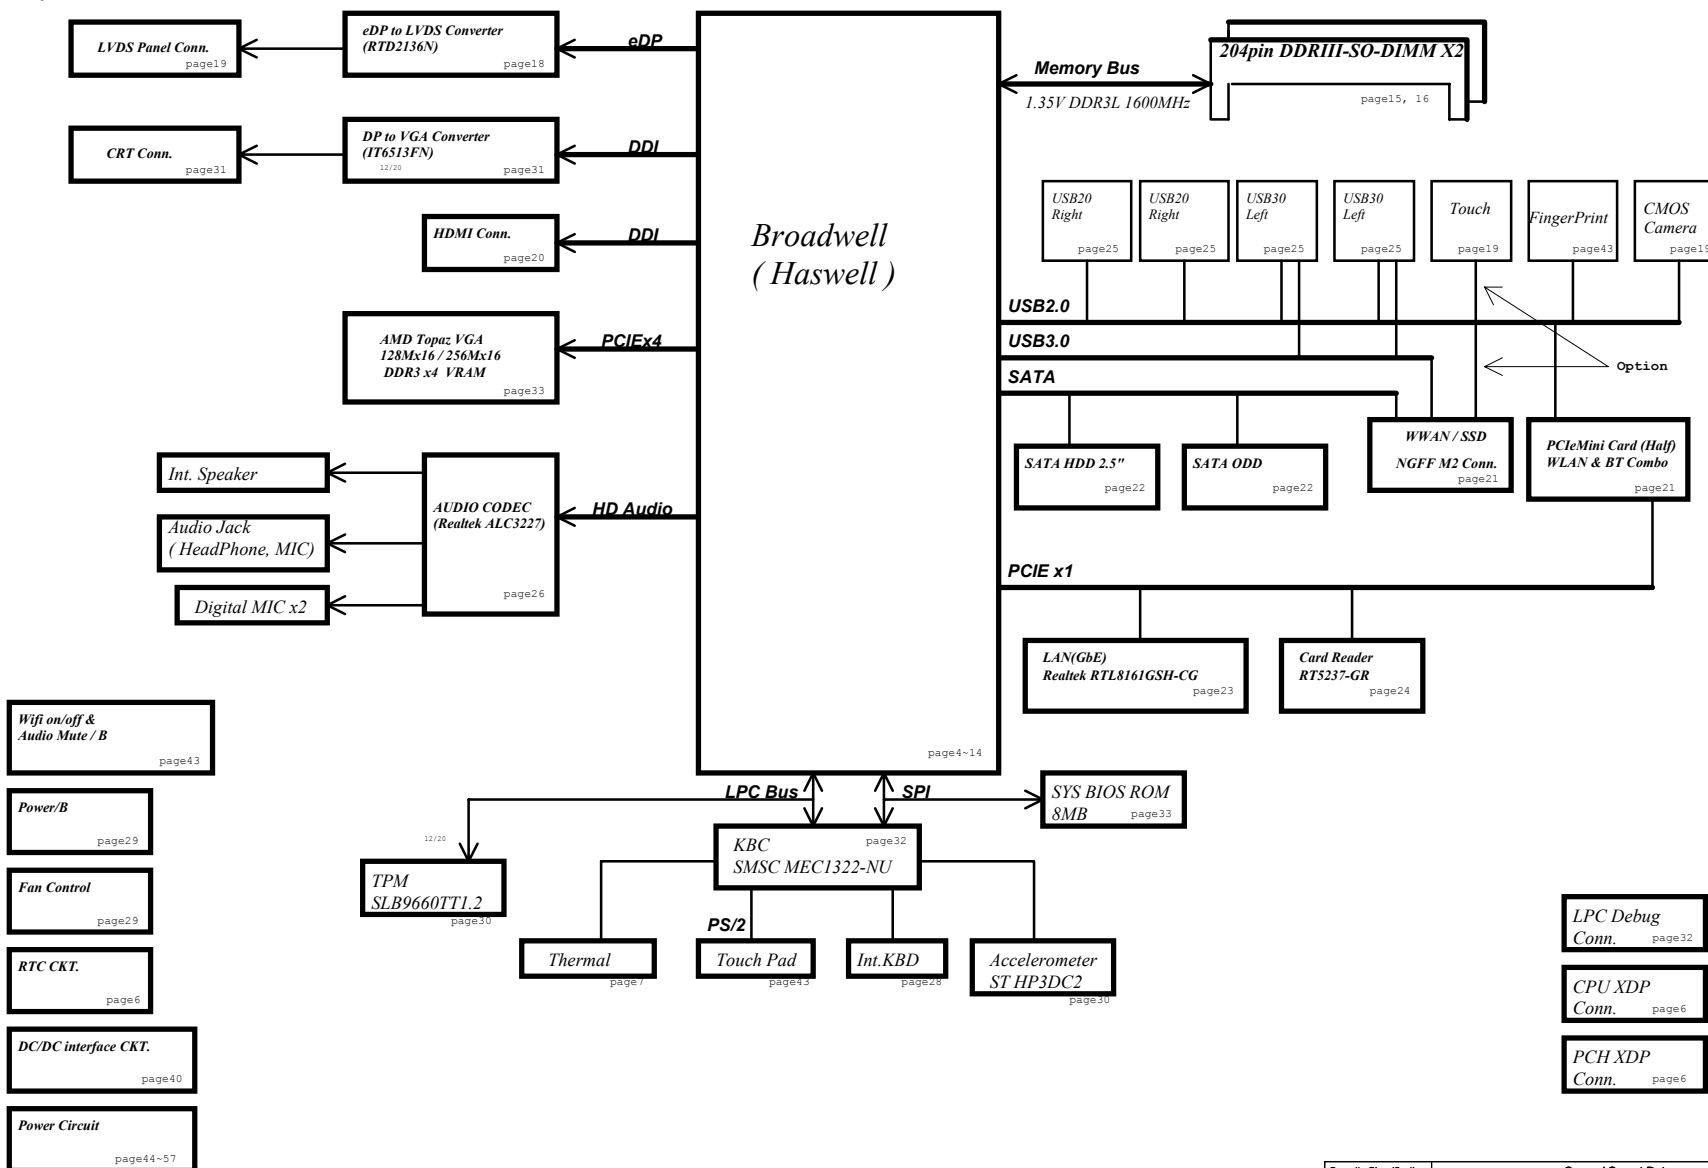 LVDS Panel Conn.
page19
eDP to LVDS Converter
(RTD2136N)
page18
eDP
CRT Conn.
page31
DP to VGA Converter
(IT6513FN)
12/20
page31
DDI
HDMI Conn.
page20
DDI
AMD Topaz VGA
128Mx16 / 256Mx16
DDR3 x4 VRAM
page33
PCIEx4
Int. Speaker
Audio Jack
( HeadPhone, MIC)
Digital MIC x2
AUDIO CODEC
(Realtek ALC3227)
page26
HD Audio
Broadwell
( Haswell )
page4~14
Memory Bus
1.35V DDR3L 1600MHz
204pin DDRIII-SO-DIMM X2
page15, 16
USB20
Right
page25
USB20
Right
page25
USB30
Left
page25
USB30
Left
page25
Touch
page19
FingerPrint
page43
CMOS
Camera
page19
USB2.0
USB3.0
SATA
Option
SATA HDD 2.5"
page22
SATA ODD
page22
WWAN / SSD
NGFF M2 Conn.
page21
PCIeMini Card (Half)
WLAN & BT Combo
page21
PCIE x1
LAN(GbE)
Realtek RTL8161GSH-CG
page23
Card Reader
RT5237-GR
page24
Wifi on/off &
Audio Mute / B
page43
Power/B
page29
Fan Control
page29
RTC CKT.
page6
DC/DC interface CKT.
page40
Power Circuit
page44~57
LPC Bus
SPI
SYS BIOS ROM
8MB page33
12/20
TPM
SLB9660TT1.2
page30
KBC page32
SMSC MEC1322-NU
PS/2
Thermal
page7
Touch Pad
page43
Int.KBD
page28
Accelerometer
ST HP3DC2
page30
LPC Debug
Conn. page32
CPU XDP
Conn. page6
PCH XDP
Conn. page6